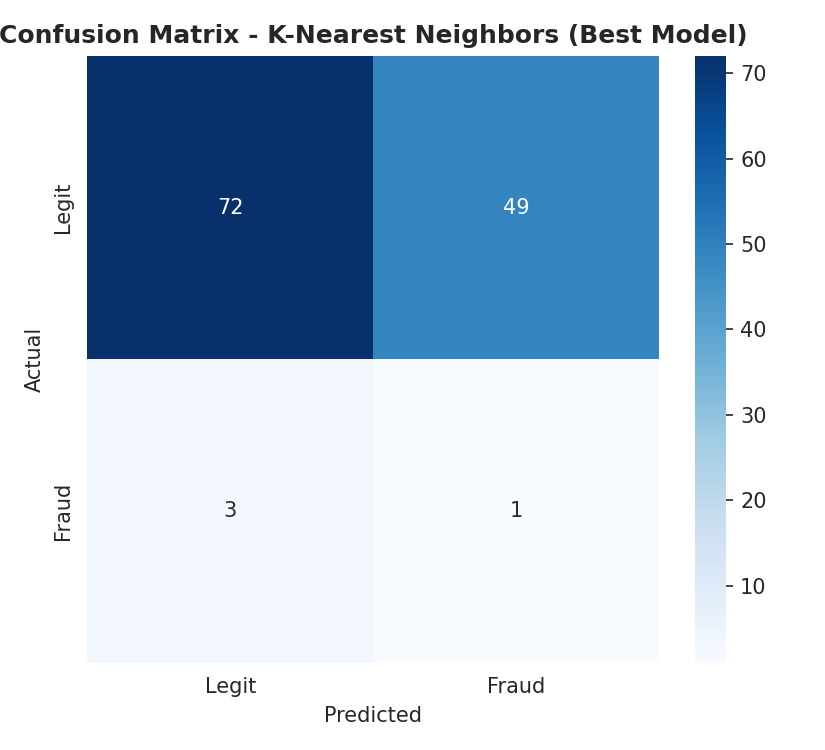 Confusion Matrix - K-Nearest Neighbors (Best Model)
70
60
50
40
30
20
10
Actual
Legit
72
49
Fraud
3
1
Legit
Fraud
Predicted